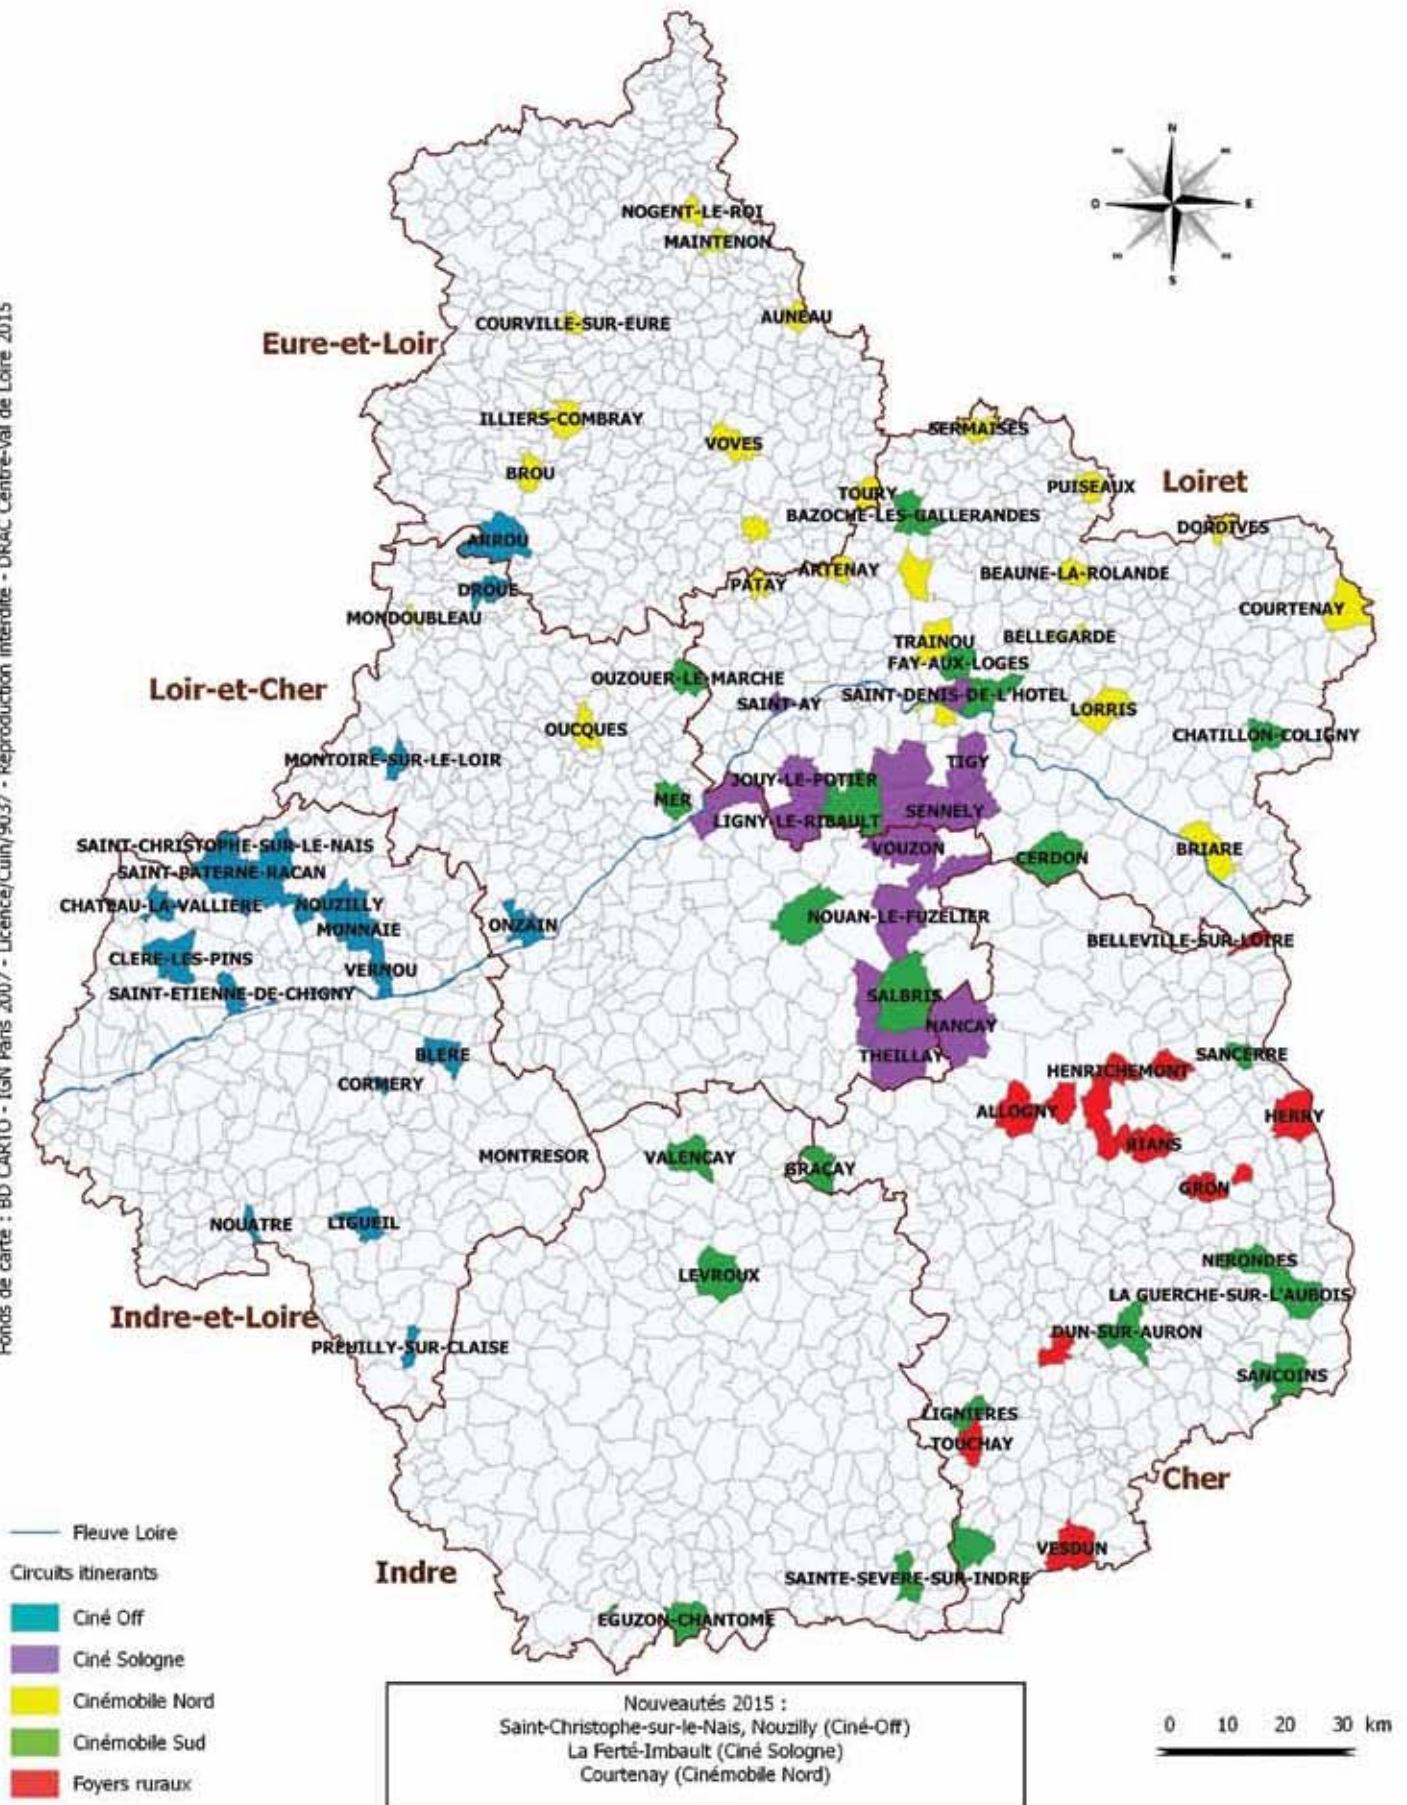 Fonds de carte : BD CARTO - IGN Paris 2007 - Licence/Cuin/9037 - Reproduction interdite - DRAC Centre-Val de Loire 2015
N
O
E
S
NOGENT-LE-ROI
MAINTENON
COURVILLE-SUR-EURE
AUNEAU
Eure-et-Loir
ILLIERS-COMBRAY
SERMAISES
VOVES
BROU
Loiret
PUISEAUX
TOURY
BAZOCHE-LES-GALLERANDES
DORDIVES
ARROU
ARTENAY
BEAUNE-LA-ROLANDE
PATAY
DROUE
COURTENAY
MONDOUBLEAU
TRAINOU
BELLEGARDE
FAY-AUX-LOGES
OUZOUER-LE-MARCHE
Loir-et-Cher
SAINT-DENIS-DE-L'HOTEL
SAINT-AY
LORRIS
OUCQUES
CHATILLON-COLIGNY
MONTOIRE-SUR-LE-LOIR
TIGY
JOUY-LE-POTIER
MER
SENNELY
LIGNY-LE-RIBAULT
SAINT-CHRISTOPHE-SUR-LE-NAIS
VOUZON
BRIARE
CERDON
SAINT-PATERNE-RACAN
CHATEAU-LA-VALLIERE
NOUZILLY
NOUAN-LE-FUZELIER
ONZAIN
MONNAIE
BELLEVILLE-SUR-LOIRE
CLERE-LES-PINS
VERNOU
SAINT-ETIENNE-DE-CHIGNY
SALBRIS
NANCAY
BLERE
THEILLAY
SANCERRE
HENRICHEMONT
CORMERY
ALLOGNY
HERRY
RIANS
MONTRESOR
VALENCAY
GRAÇAY
GRON
NOUATRE
LIGUEIL
NERONDES
LEVROUX
LA GUERCHE-SUR-L'AUBOIS
Indre-et-Loire
DUN-SUR-AURON
PREUILLY-SUR-CLAISE
SANCOINS
LIGNIERES
TOUCHAY
Cher
VESDUN
Indre
SAINTE-SEVERE-SUR-INDRE
EGUZON-CHANTOME
Fleuve Loire
Circuits itinerants
Ciné Off
Ciné Sologne
Cinémobile Nord
Cinémobile Sud
Foyers ruraux
Nouveautés 2015 :
Saint-Christophe-sur-le-Nais, Nouzilly (Ciné-Off)
La Ferté-Imbault (Ciné Sologne)
Courtenay (Cinémobile Nord)
0 10 20 30 km